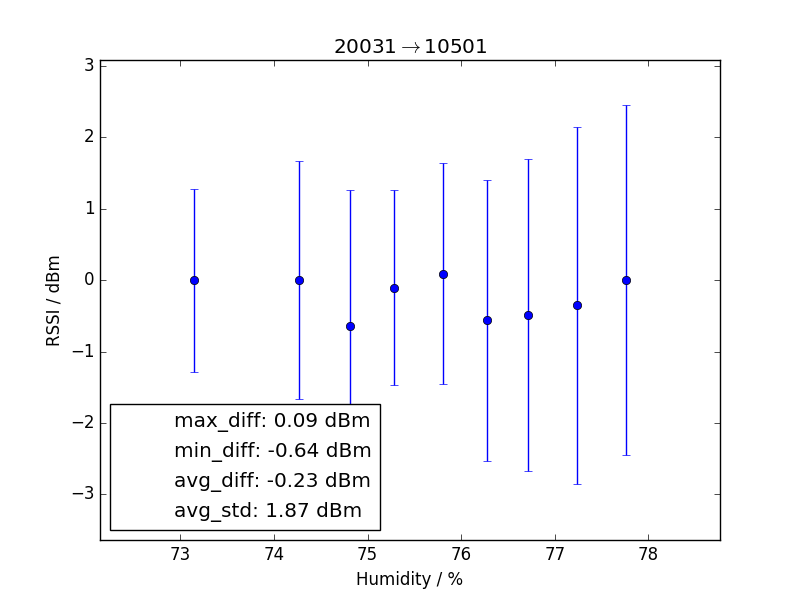 20031→10501
3
2
1
0
−1
−2
−3
RSSI / dBm
max_diff: 0.09 dBm
min_diff: -0.64 dBm
avg_diff: -0.23 dBm
avg_std: 1.87 dBm
73 74 75 76 77 78
Humidity / %